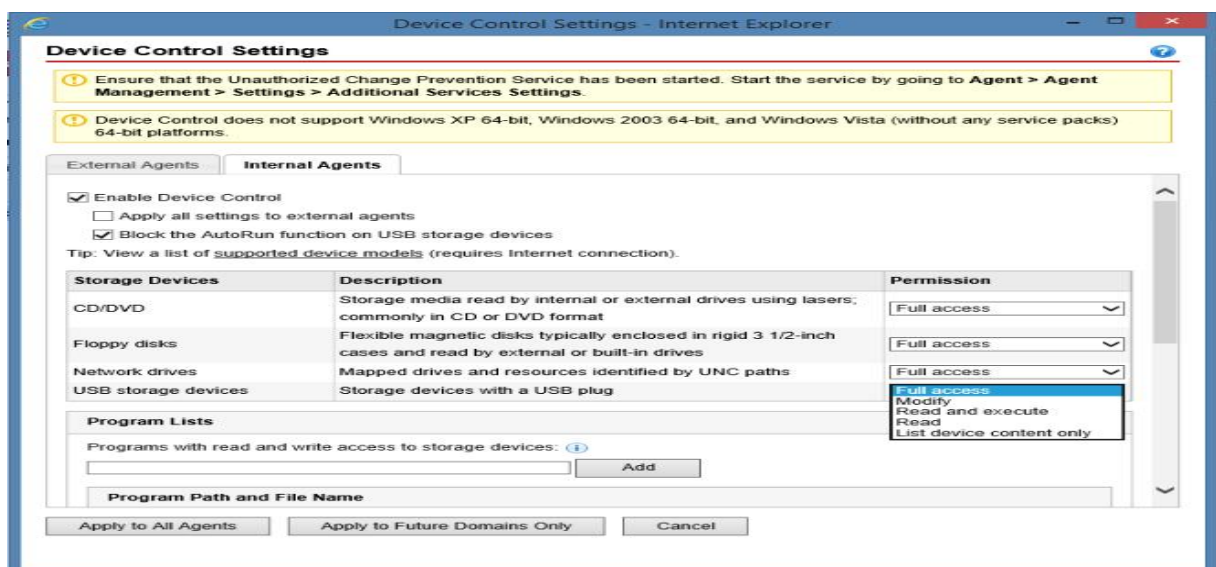 Device Control Settings - Internet Explorer
Device Control Settings
Ensure that the Unauthorized Change Prevention Service has been started. Start the service by going to Agent > Agent
Management > Settings > Additional Services Settings.
Device Control does not support Windows XP 64-bit, Windows 2003 64-bit, and Windows Vista (without any service packs)
64-bit platforms.
External Agents Internal Agents
Enable Device Control
Apply all settings to external agents
Block the AutoRun function on USB storage devices
Tip: View a list of supported device models (requires Internet connection).
Storage Devices Description Permission
CD/DVD Storage media read by internal or external drives using lasers; Full access
commonly in CD or DVD format
Floppy disks Flexible magnetic disks typically enclosed in rigid 3 1/2-inch Full access
cases and read by external or built-in drives
Network drives Mapped drives and resources identified by UNC paths Full access
USB storage devices Storage devices with a USB plug Full access
Modify
Read and execute
Read
List device content only
Program Lists
Programs with read and write access to storage devices:
Add
Program Path and File Name
Apply to All Agents Apply to Future Domains Only Cancel